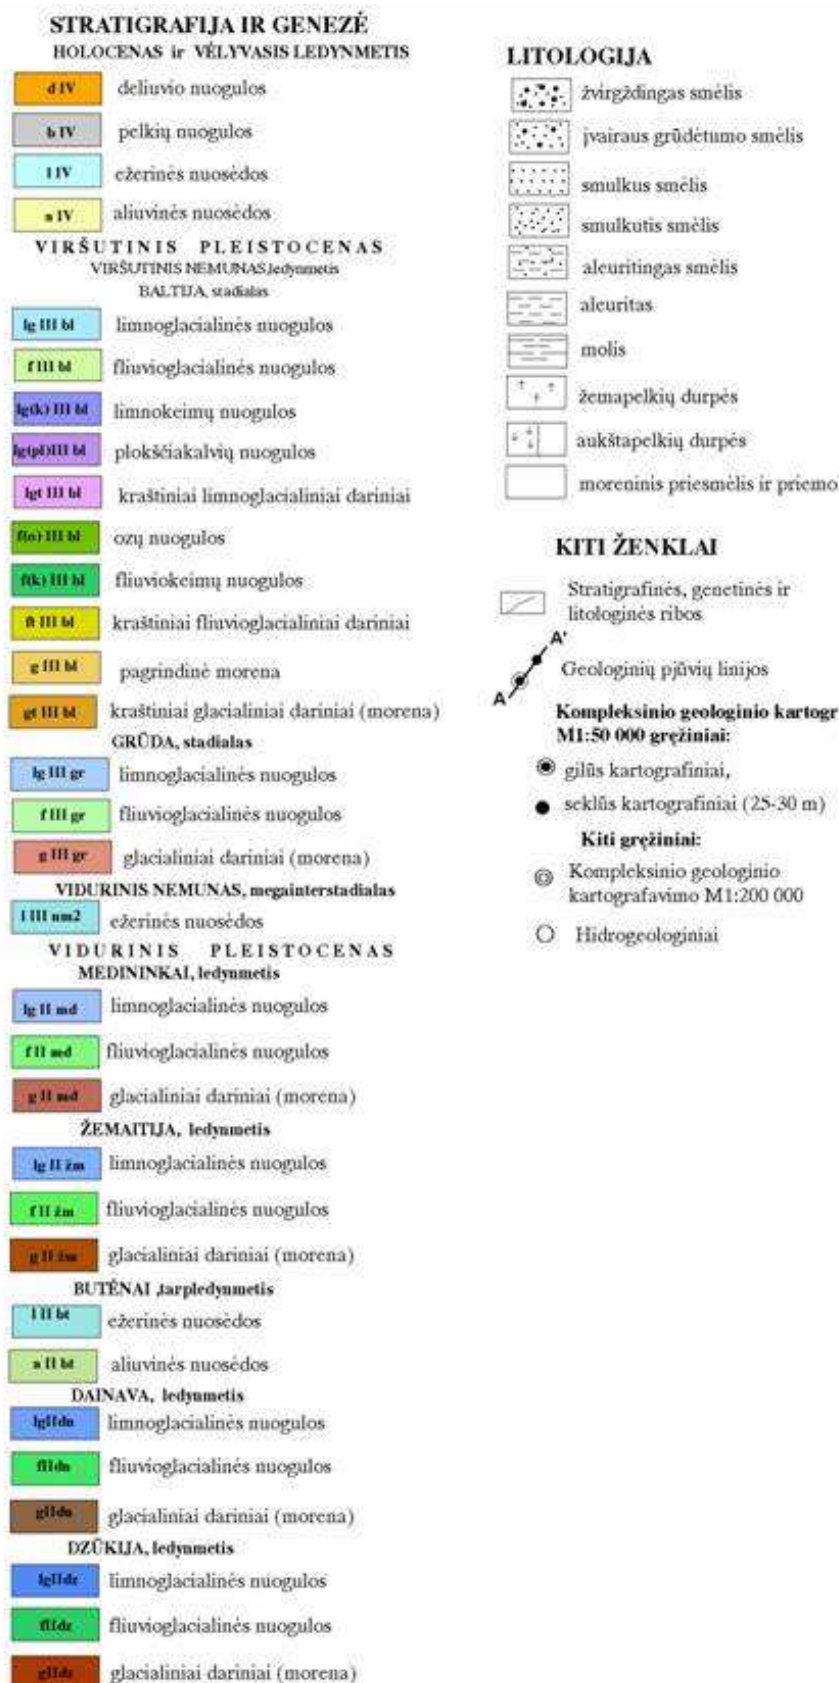 STRATIGRAFIJA IR GENEZĖ
HOLOCENAS ir VĖLYVASIS LEDYNMETIS
d IV deliuvio nuogulos
b IV pelkių nuogulos
l IV ežerinės nuosėdos
a IV aliuvinės nuosėdos
VIRŠUTINIS PLEISTOCENAS
VIRŠUTINIS NEMUNAS,ledynmetis
BALTIJA, stadialas
lg III bl limnoglacialinės nuogulos
f III bl fliuvioglacialinės nuogulos
lg(k) III bl limnokeimų nuogulos
lg(pl)III bl plokščiakalvių nuogulos
lgt III bl kraštiniai limnoglacialiniai dariniai
f(o) III bl ozų nuogulos
f(k) III bl fliuviokeimų nuogulos
ft III bl kraštiniai fliuvioglacialiniai dariniai
g III bl pagrindinė morena
gt III bl kraštiniai glacialiniai dariniai (morena)
GRŪDA, stadialas
lg III gr limnoglacialinės nuogulos
f III gr fliuvioglacialinės nuogulos
g III gr glacialiniai dariniai (morena)
VIDURINIS NEMUNAS, megainterstadialas
l III nm2 ežerinės nuosėdos
VIDURINIS PLEISTOCENAS
MEDININKAI, ledynmetis
lg II md limnoglacialinės nuogulos
f II md fliuvioglacialinės nuogulos
g II md glacialiniai dariniai (morena)
ŽEMAITIJA, ledynmetis
lg II žm limnoglacialinės nuogulos
f II žm fliuvioglacialinės nuogulos
g II žm glacialiniai dariniai (morena)
BUTĖNAI ,tarpledynmetis
l II bt ežerinės nuosėdos
a II bt aliuvinės nuosėdos
DAINAVA, ledynmetis
lgIIdn limnoglacialinės nuogulos
fIIdn fliuvioglacialinės nuogulos
gIIdn glacialiniai dariniai (morena)
DZŪKIJA, ledynmetis
lgIIdz limnoglacialinės nuogulos
fIIdz fliuvioglacialinės nuogulos
gIIdz glacialiniai dariniai (morena)
LITOLOGIJA
žvirgždingas smėlis
įvairaus grūdėtumo smėlis
smulkus smėlis
smulkutis smėlis
aleuritingas smėlis
aleuritas
molis
žemapelkių durpės
aukštapelkių durpės
moreninis priesmėlis ir priemo
KITI ŽENKLAI
Stratigrafinės, genetinės ir
litologinės ribos
A'
Geologinių pjūvių linijos
A
Kompleksinio geologinio kartogr
M1:50 000 gręžiniai:
gilūs kartografiniai,
seklūs kartografiniai (25-30 m)
Kiti gręžiniai:
Kompleksinio geologinio
kartografavimo M1:200 000
Hidrogeologiniai